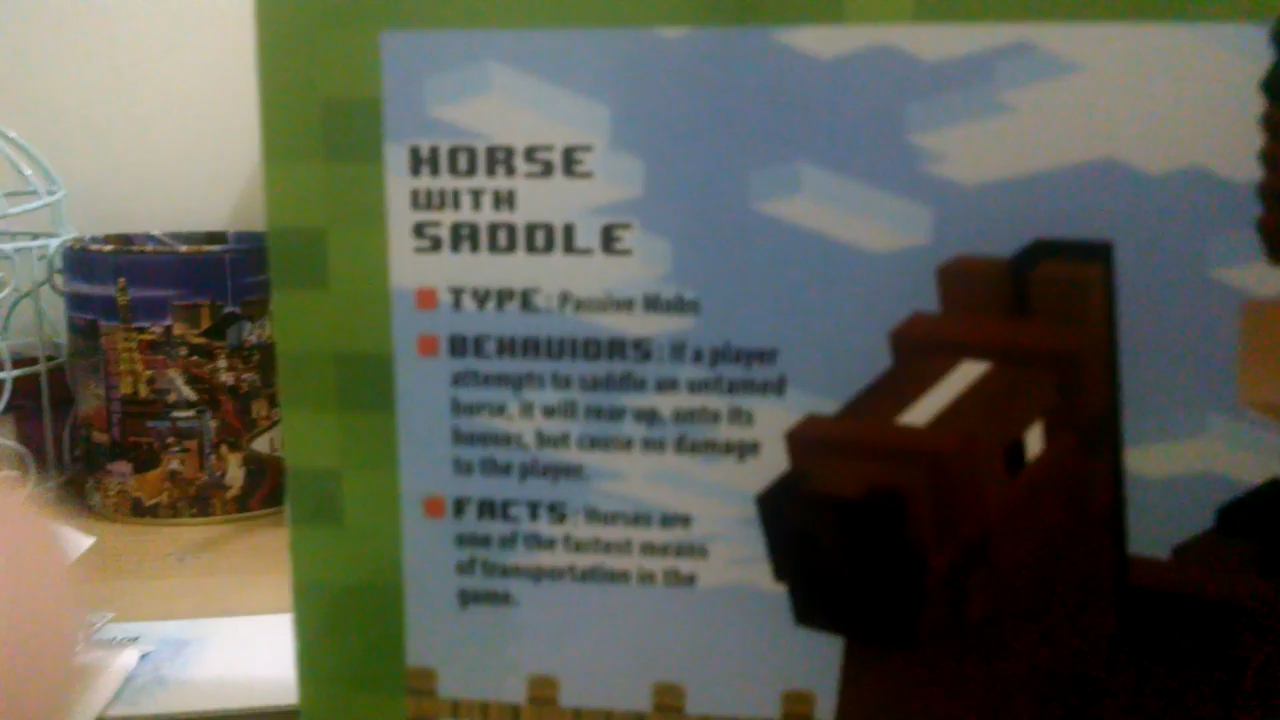 HORSE
WITH
SADDLE
TYPE: Passive Mobs
BEHAVIORS: If a player
attempts to saddle an untamed
horse, it will rear up, onto its
hooves, but cause no damage
to the player.
FACTS: Horses are
one of the fastest means
of transportation in the
game.